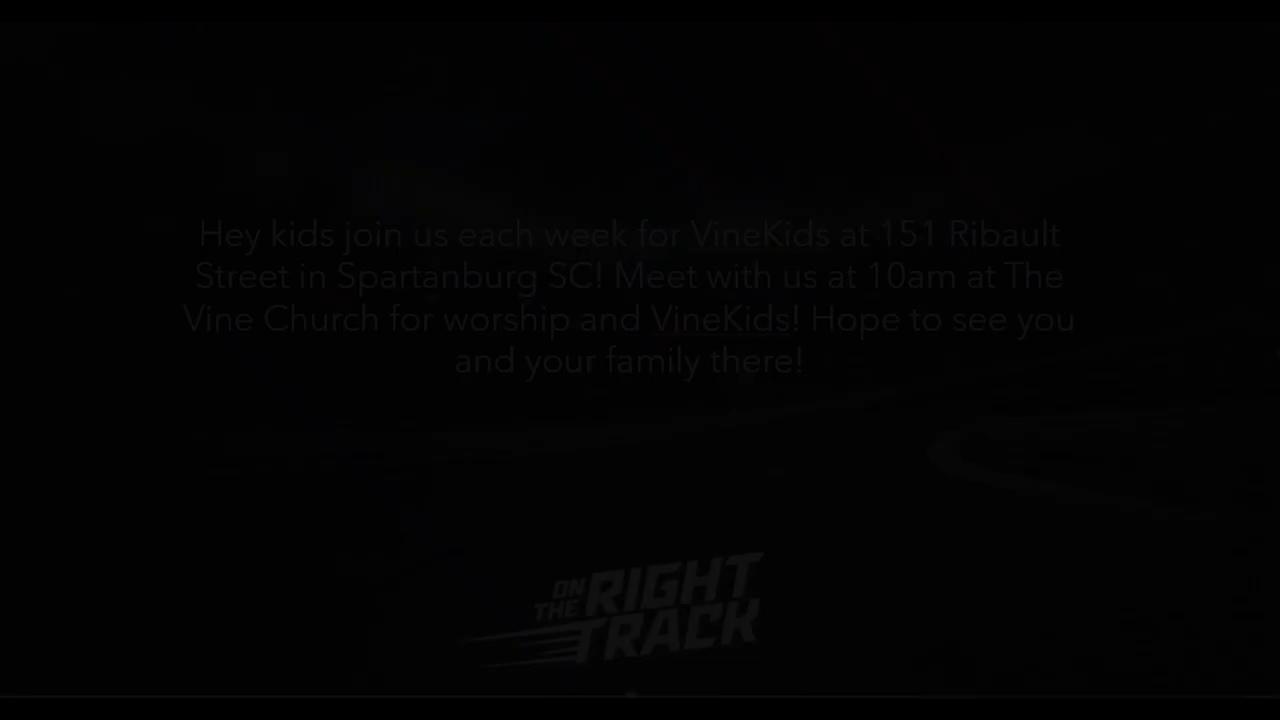 Hey kids join us each week for VineKids at 151 Ribault
Street in Spartanburg SC! Meet with us at 10am at The
Vine Church for worship and VineKids! Hope to see you
and your family there!
ON THE RIGHT
TRACK